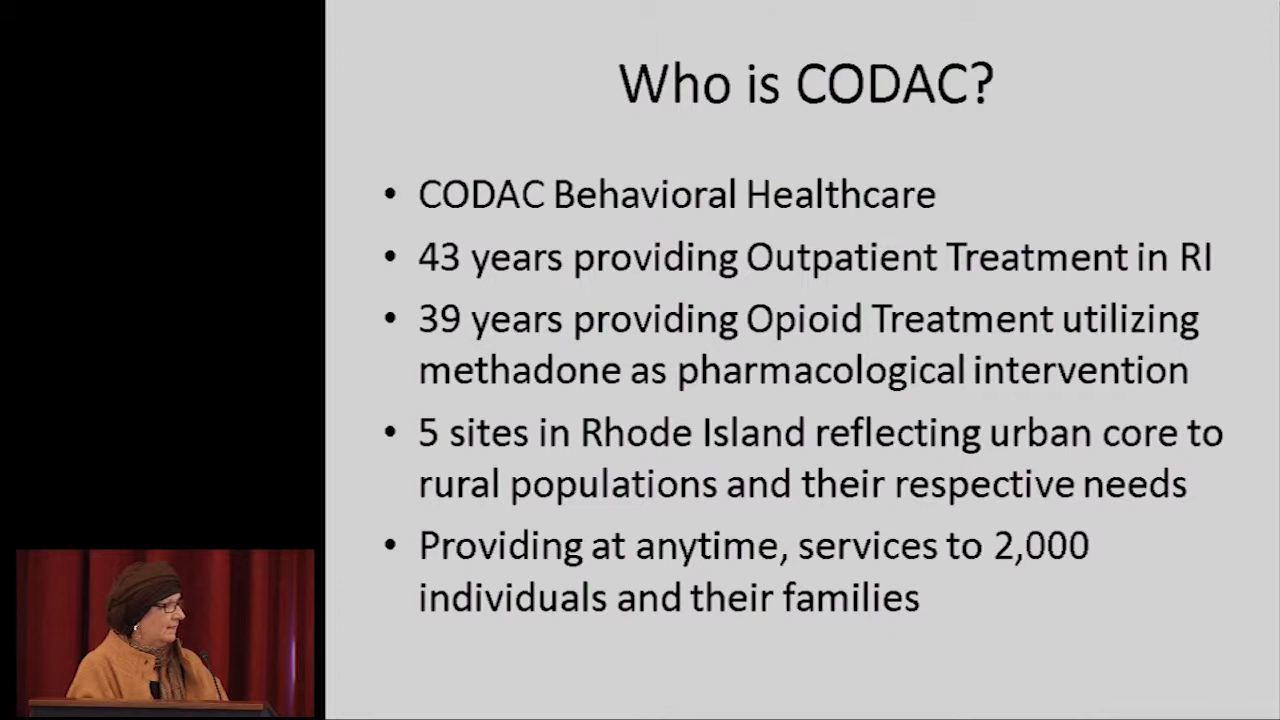 Who is CODAC?
• CODAC Behavioral Healthcare
• 43 years providing Outpatient Treatment in RI
• 39 years providing Opioid Treatment utilizing
methadone as pharmacological intervention
• 5 sites in Rhode Island reflecting urban core to
rural populations and their respective needs
• Providing at anytime, services to 2,000
individuals and their families